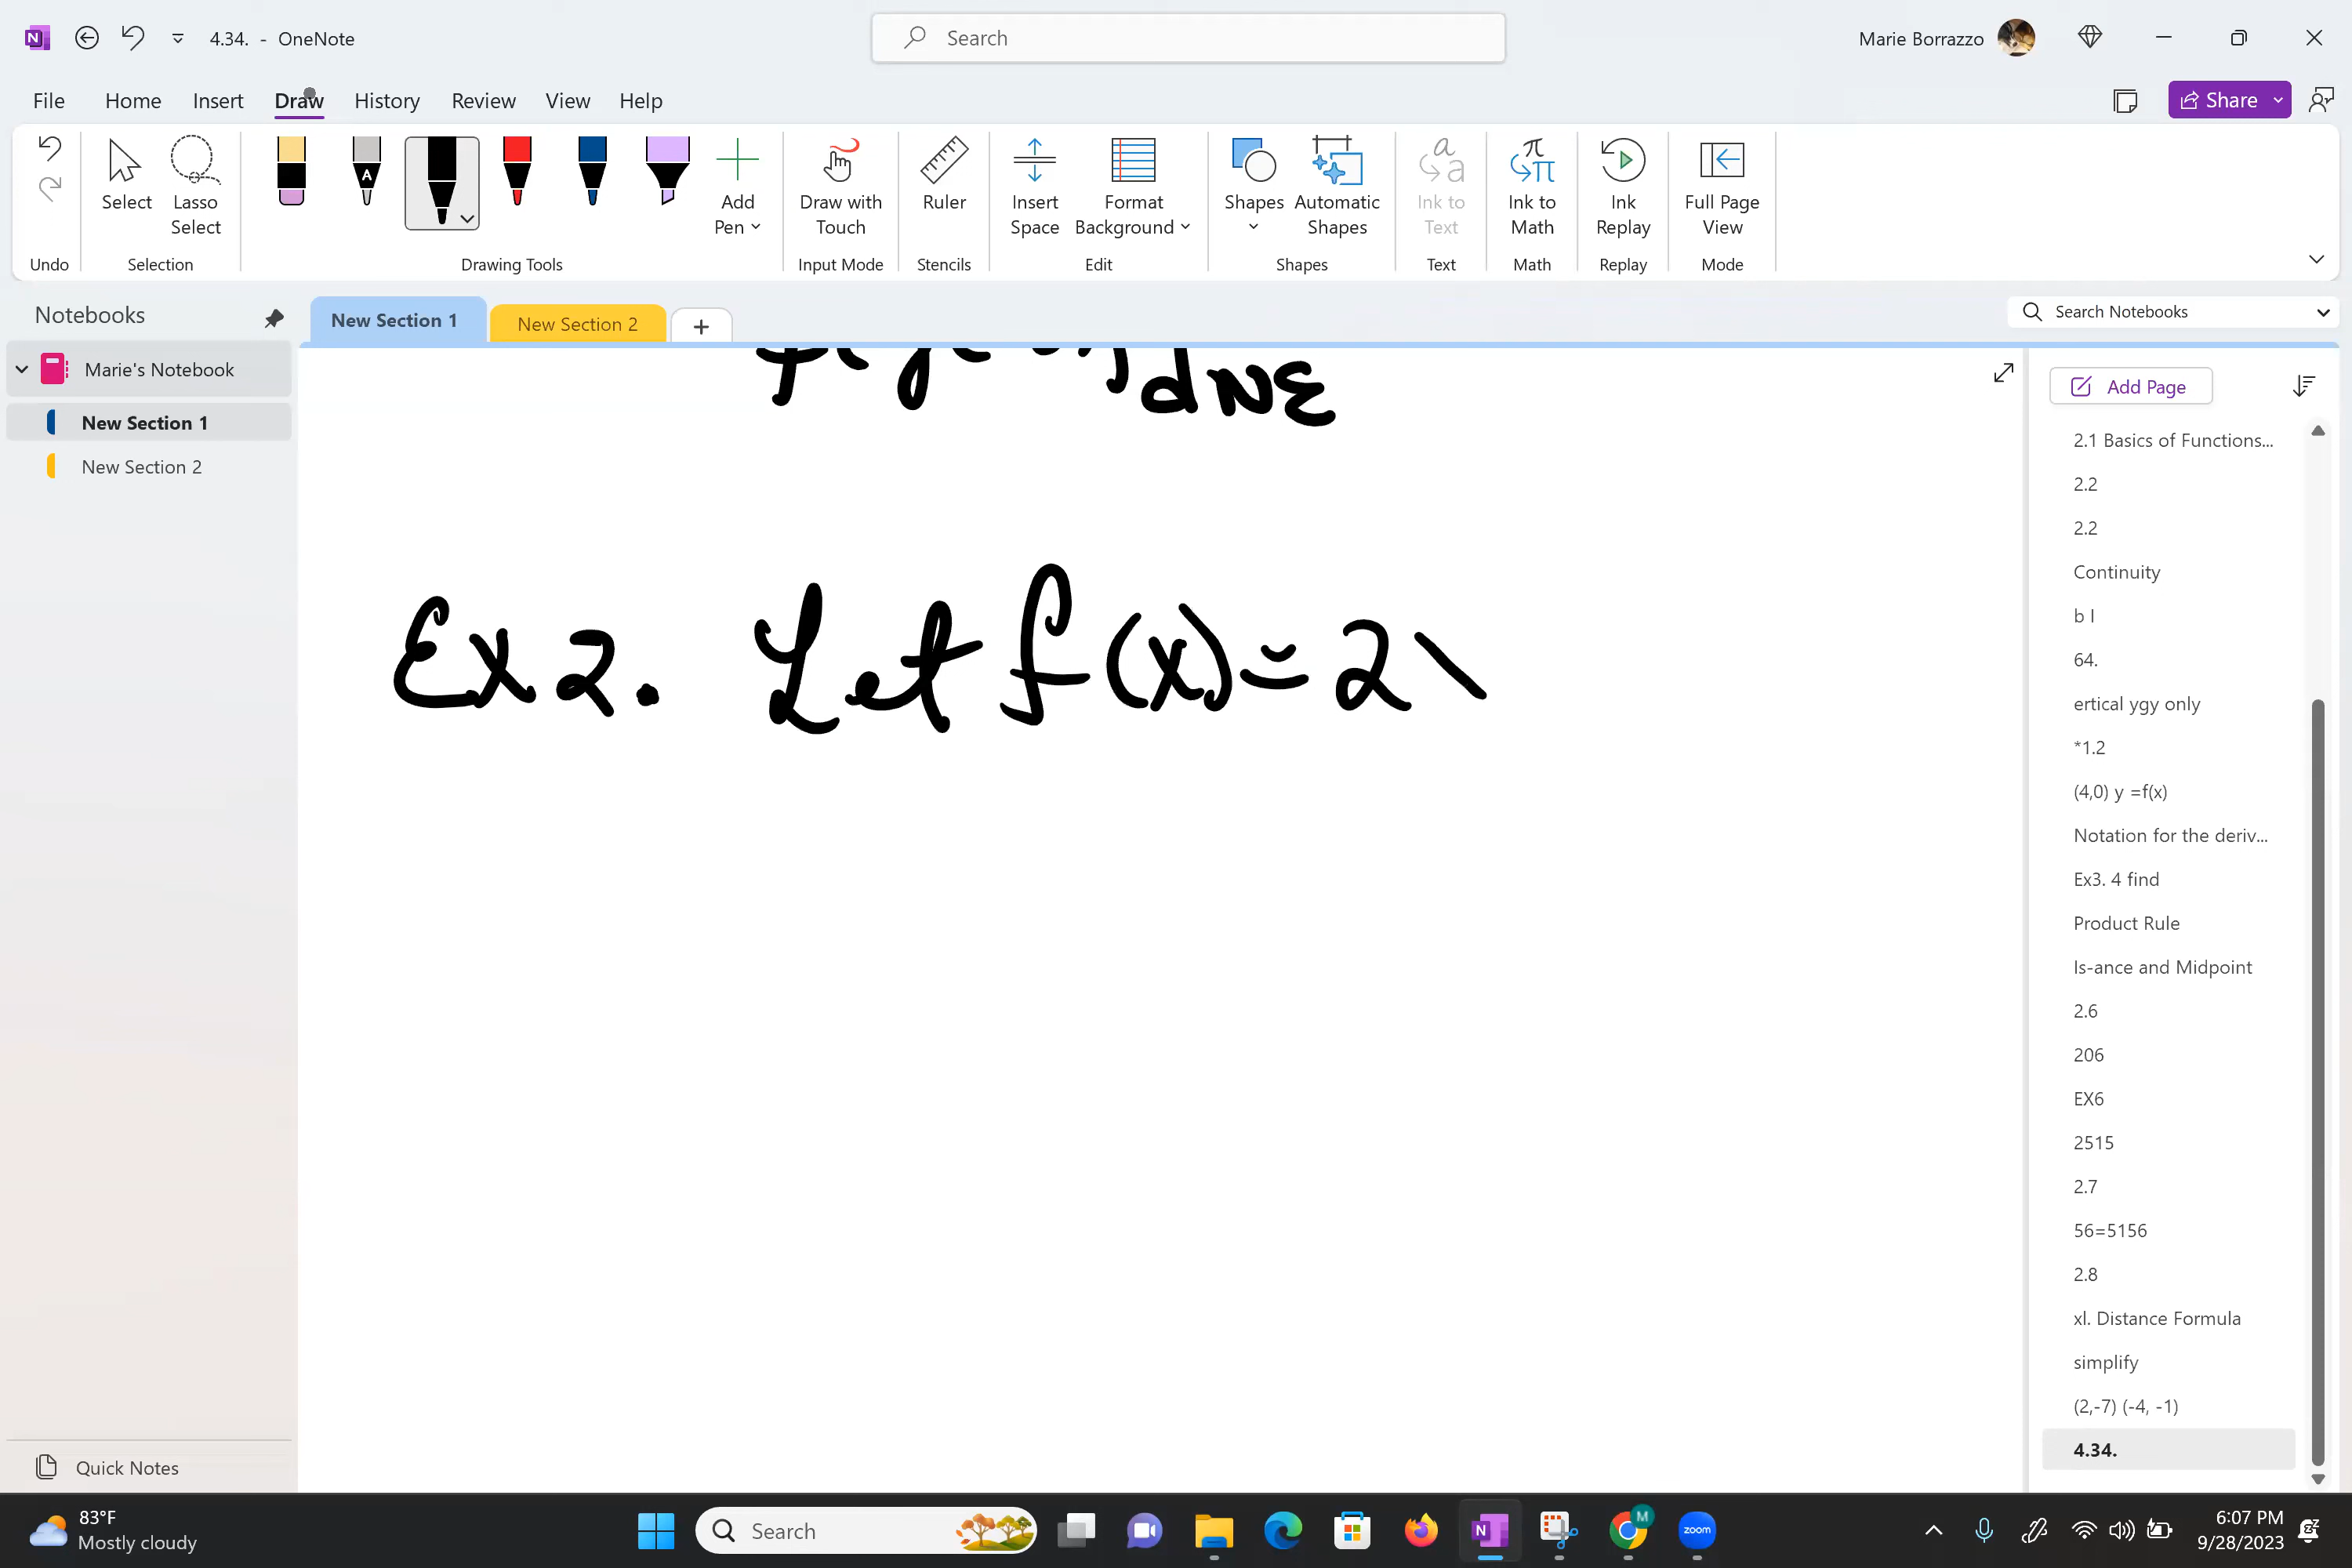 4.34. - OneNote
Search
Marie Borrazzo
File Home Insert Draw History Review View Help
Share
Select
Lasso Select
A
Add Pen
Draw with Touch
Ruler
Insert Space
Format Background
Shapes
Automatic Shapes
Ink to Text
Ink to Math
Ink Replay
Full Page View
Undo Selection Drawing Tools Input Mode Stencils Edit Shapes Text Math Replay Mode
Notebooks
New Section 1 New Section 2 +
Search Notebooks
Marie's Notebook
New Section 1
New Section 2
Quick Notes
DNE
Ex 2. Let f(x)=2\
Add Page
2.1 Basics of Functions...
2.2
2.2
Continuity
b I
64.
ertical ygy only
*1.2
(4,0) y =f(x)
Notation for the deriv...
Ex3. 4 find
Product Rule
Is-ance and Midpoint
2.6
206
EX6
2515
2.7
56=5156
2.8
xl. Distance Formula
simplify
(2,-7) (-4, -1)
4.34.
83°F
Mostly cloudy
Search
M
zoom
6:07 PM
9/28/2023